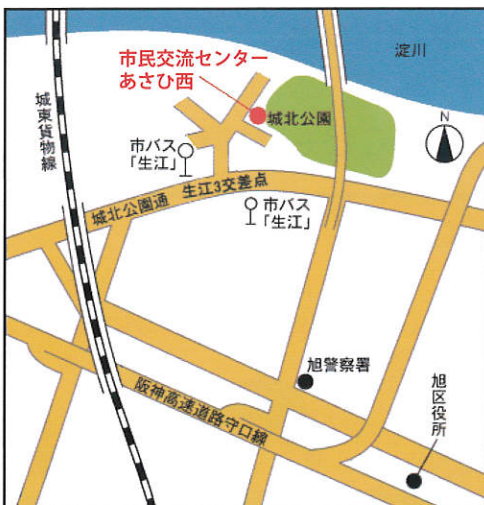 淀川
市民交流センター
あさひ西
城東貨物線
城北公園
N
市バス
「生江」
生江3交差点
城北公園通
市バス
「生江」
旭警察署
阪神高速道路守口線
旭区役所